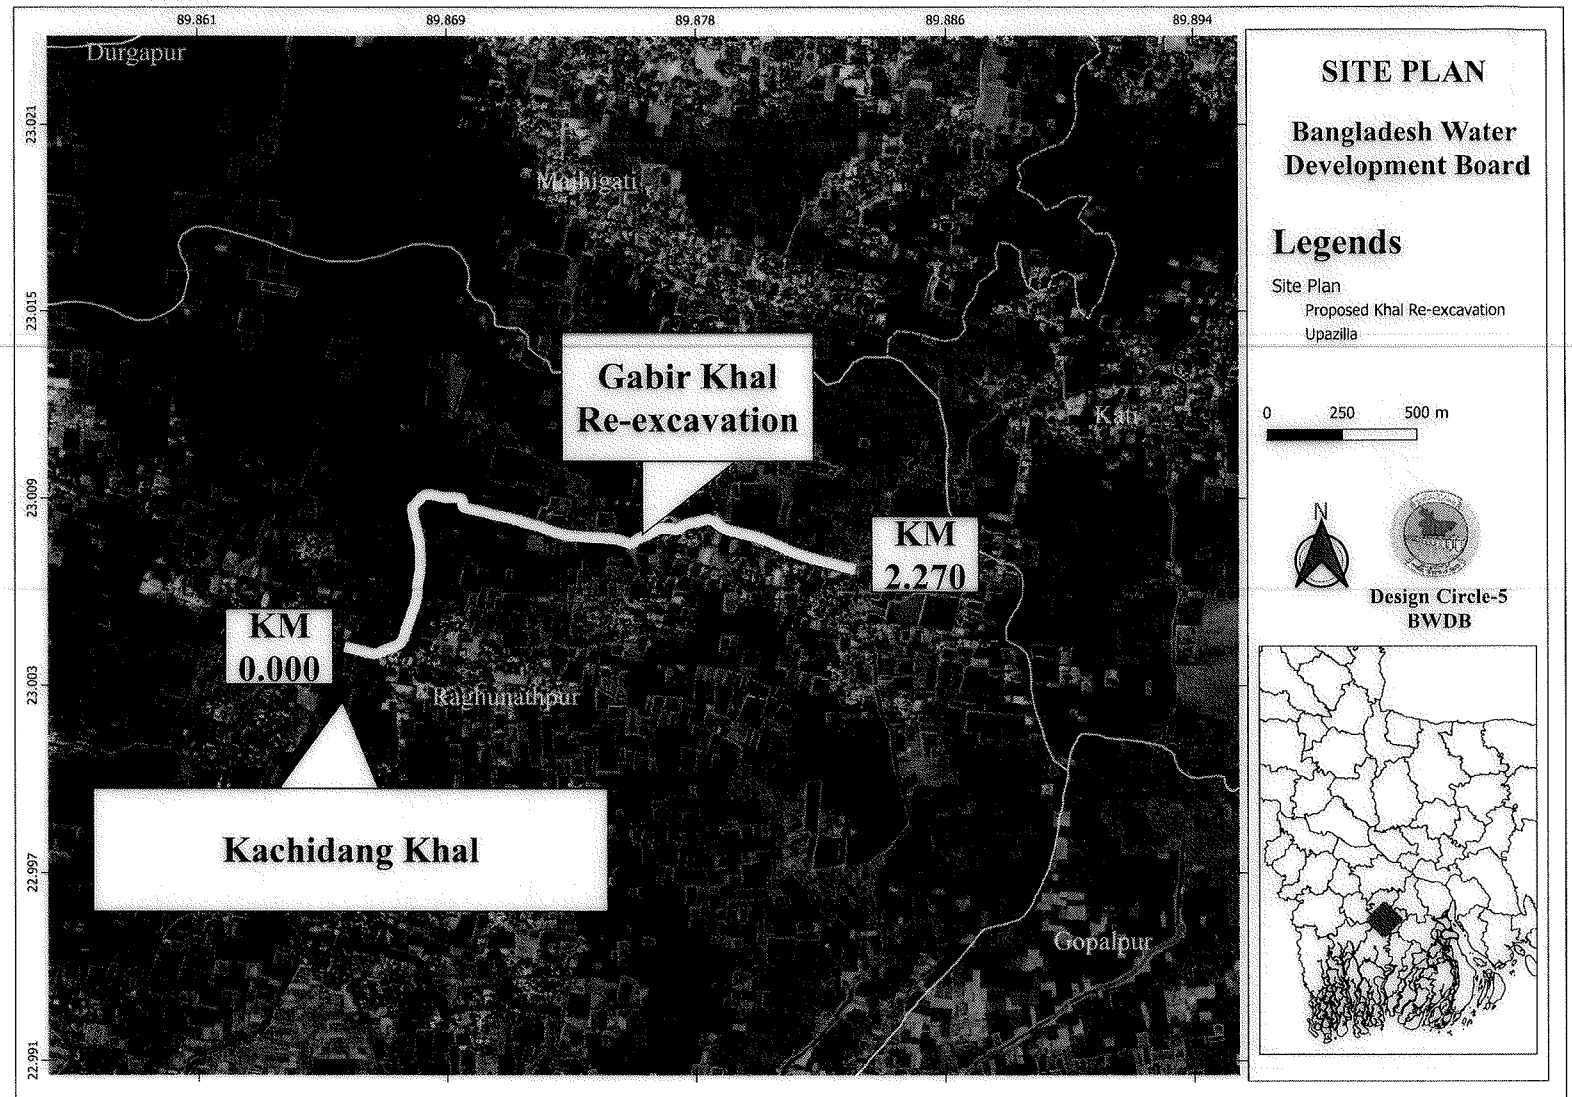 89.861 89.869 89.878 89.886 89.894
SITE PLAN
Bangladesh Water
Development Board
Legends
Site Plan
Proposed Khal Re-excavation
Upazilla
0 250 500 m
N
Design Circle-5
BWDB
23.021
23.015
23.009
23.003
22.997
22.991
Durgapur
Majhigati
Kati
Gabir Khal
Re-excavation
KM
2.270
KM
0.000
Raghunathpur
Kachidang Khal
Gopalpur